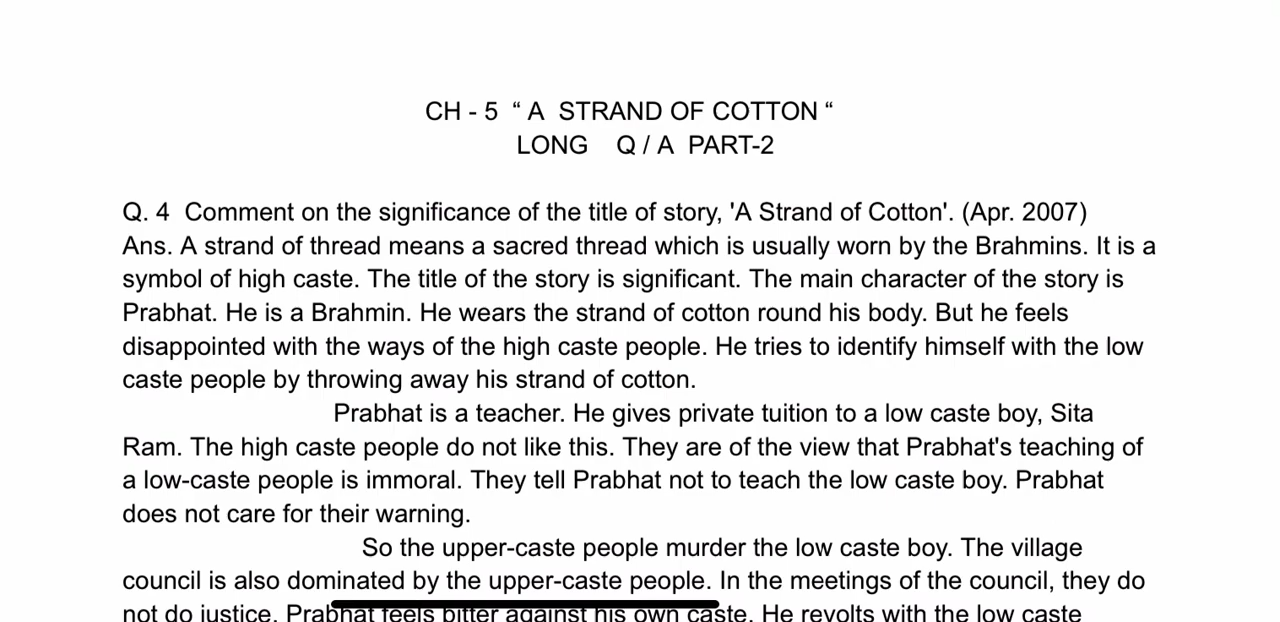 CH - 5 “ A STRAND OF COTTON “
LONG Q / A PART-2
Q. 4 Comment on the significance of the title of story, 'A Strand of Cotton'. (Apr. 2007)
Ans. A strand of thread means a sacred thread which is usually worn by the Brahmins. It is a
symbol of high caste. The title of the story is significant. The main character of the story is
Prabhat. He is a Brahmin. He wears the strand of cotton round his body. But he feels
disappointed with the ways of the high caste people. He tries to identify himself with the low
caste people by throwing away his strand of cotton.
Prabhat is a teacher. He gives private tuition to a low caste boy, Sita
Ram. The high caste people do not like this. They are of the view that Prabhat's teaching of
a low-caste people is immoral. They tell Prabhat not to teach the low caste boy. Prabhat
does not care for their warning.
So the upper-caste people murder the low caste boy. The village
council is also dominated by the upper-caste people. In the meetings of the council, they do
not do justice. Prabhat feels bitter against his own caste. He revolts with the low caste